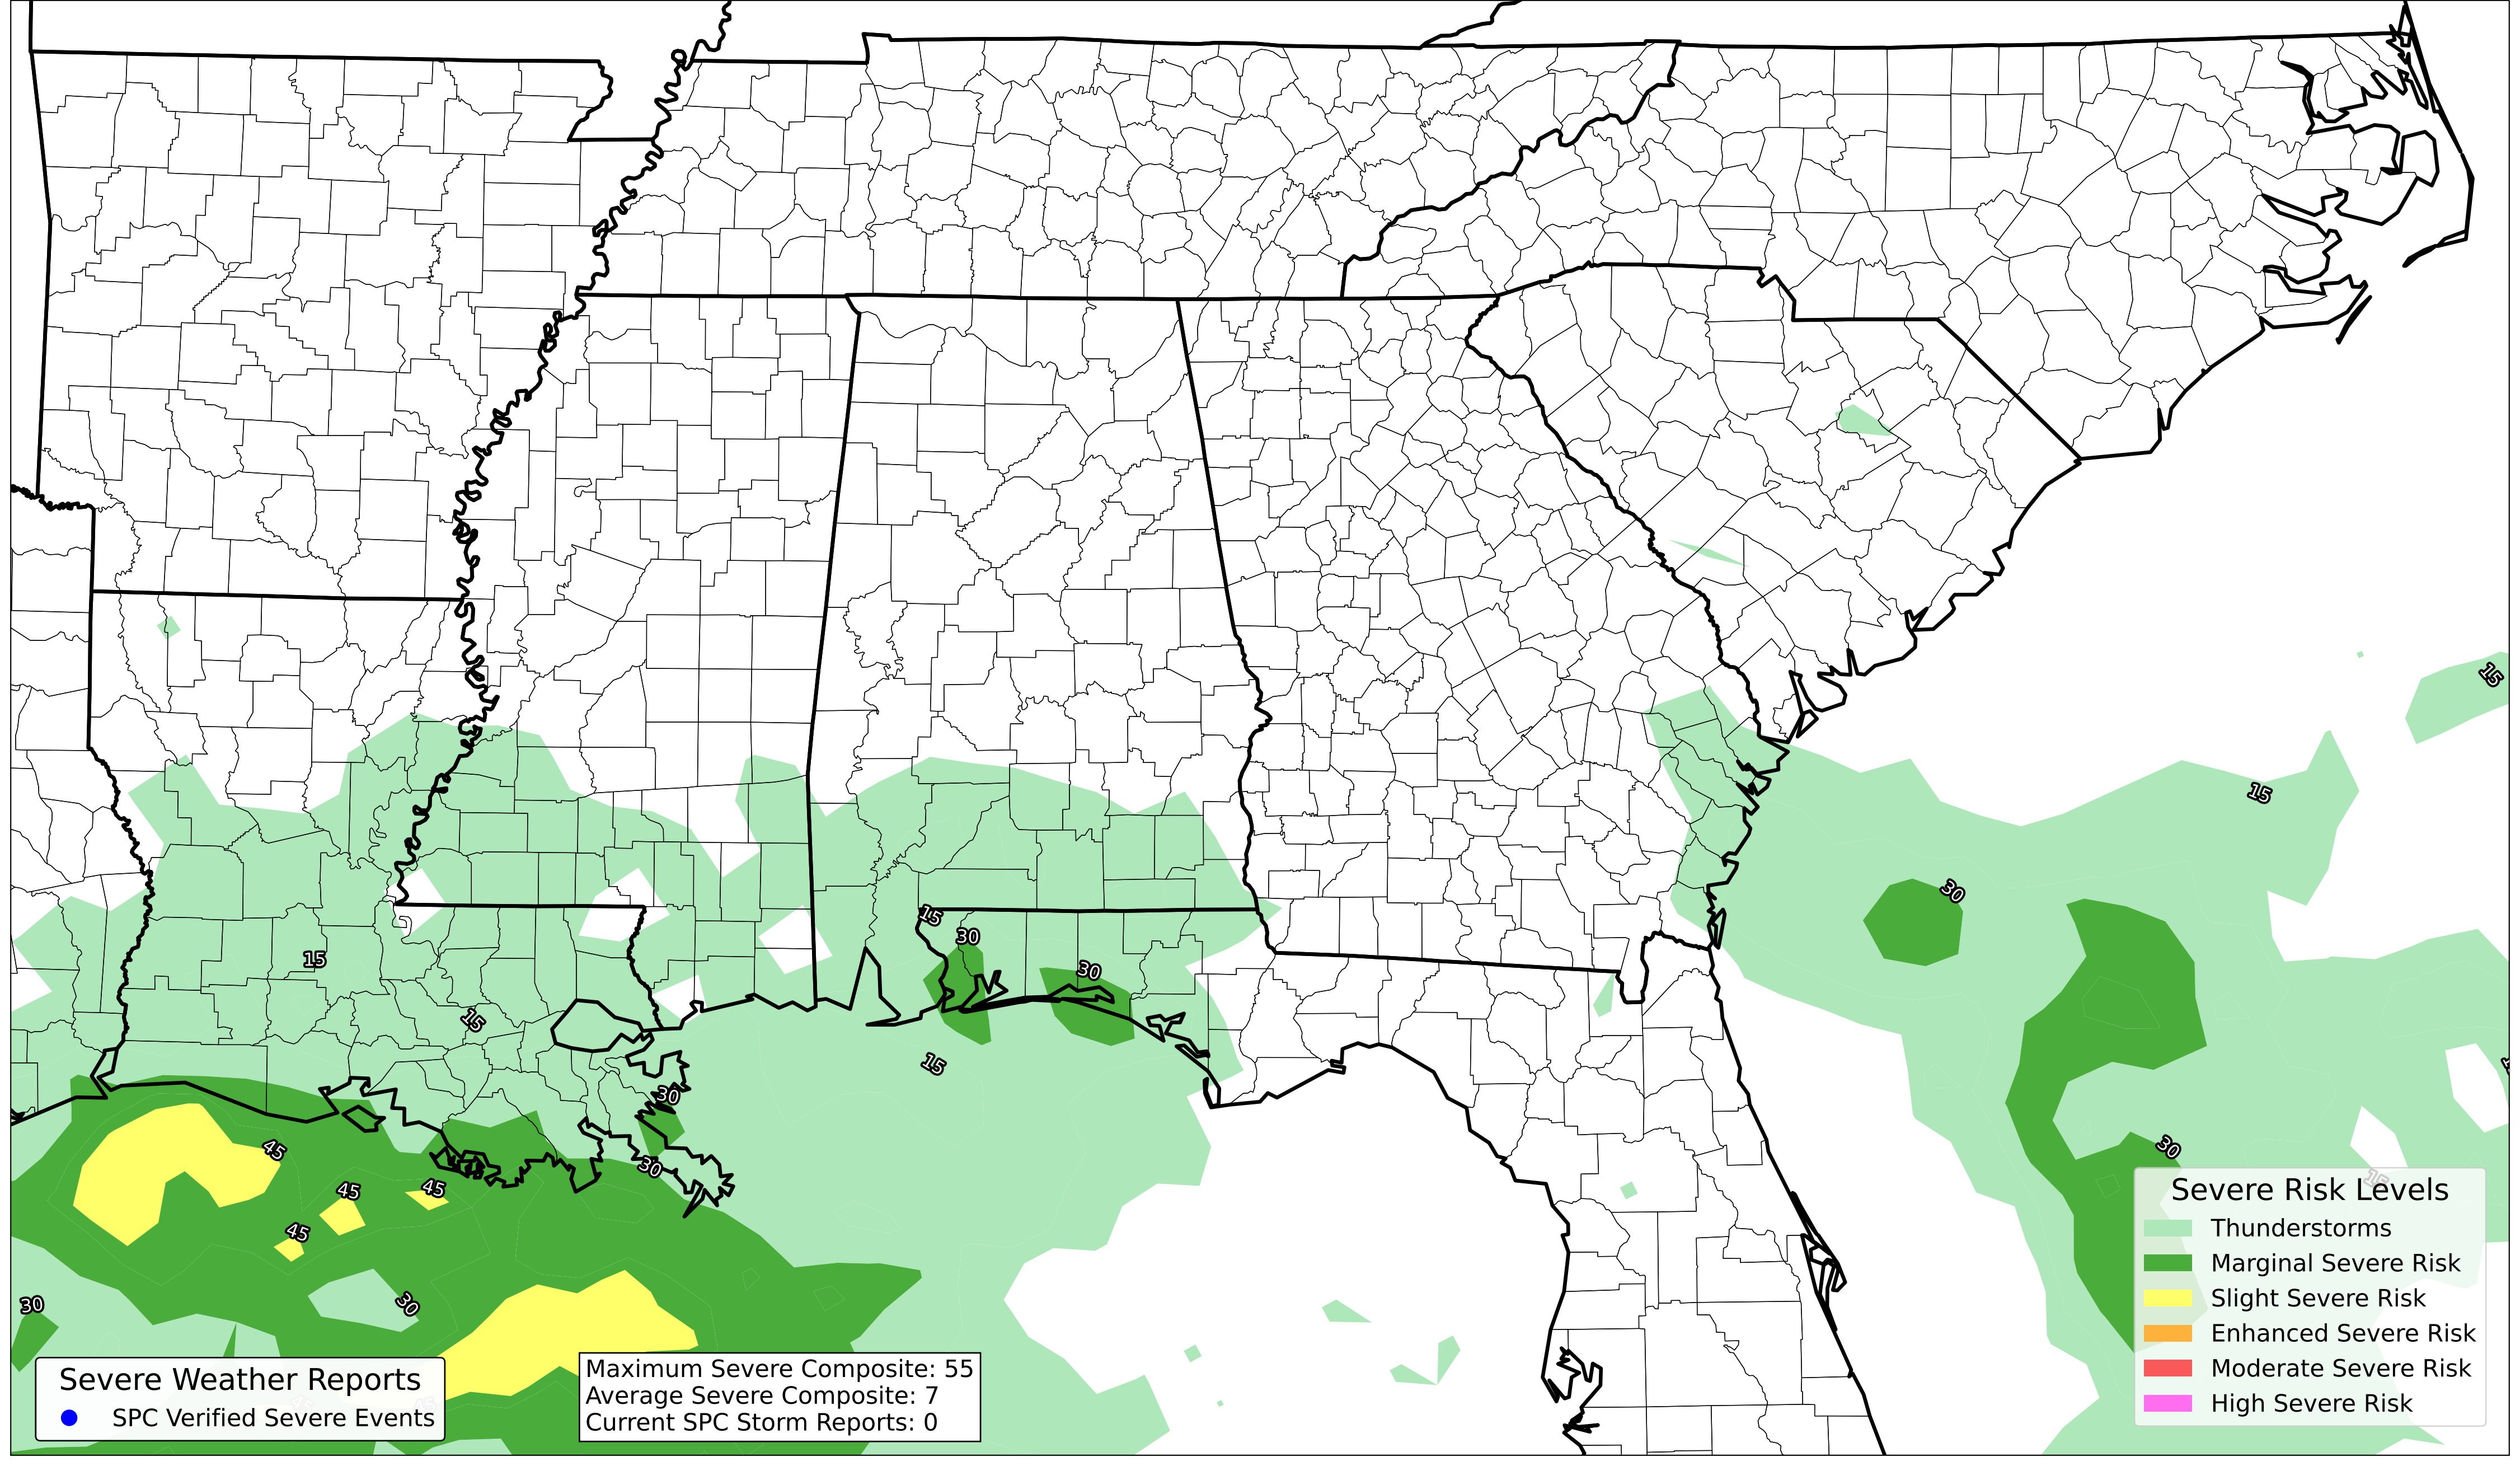 15
15
30
15
30
15
30
15
15
30
30
15
45
30
45
45
45
30
30
30
15
Severe Risk Levels
Thunderstorms
Marginal Severe Risk
Slight Severe Risk
Enhanced Severe Risk
Moderate Severe Risk
High Severe Risk
Severe Weather Reports
SPC Verified Severe Events
Maximum Severe Composite: 55
Average Severe Composite: 7
Current SPC Storm Reports: 0